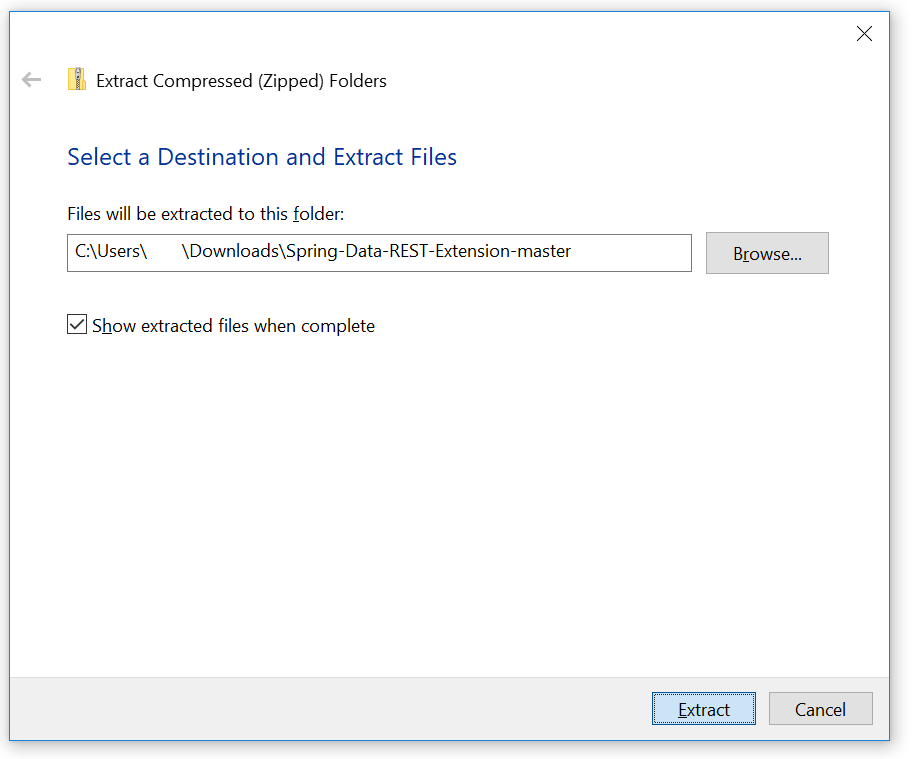 Extract Compressed (Zipped) Folders
Select a Destination and Extract Files
Files will be extracted to this folder:
C:\Users\       \Downloads\Spring-Data-REST-Extension-master
Browse...
Show extracted files when complete
Extract
Cancel